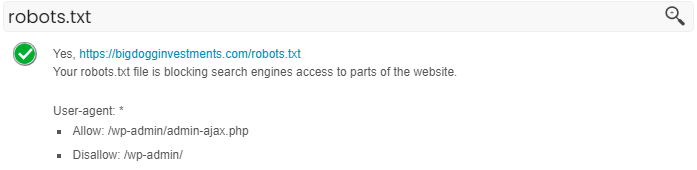 robots.txt
Yes, https://bigdogginvestments.com/robots.txt
Your robots.txt file is blocking search engines access to parts of the website.
User-agent: *
Allow: /wp-admin/admin-ajax.php
Disallow: /wp-admin/